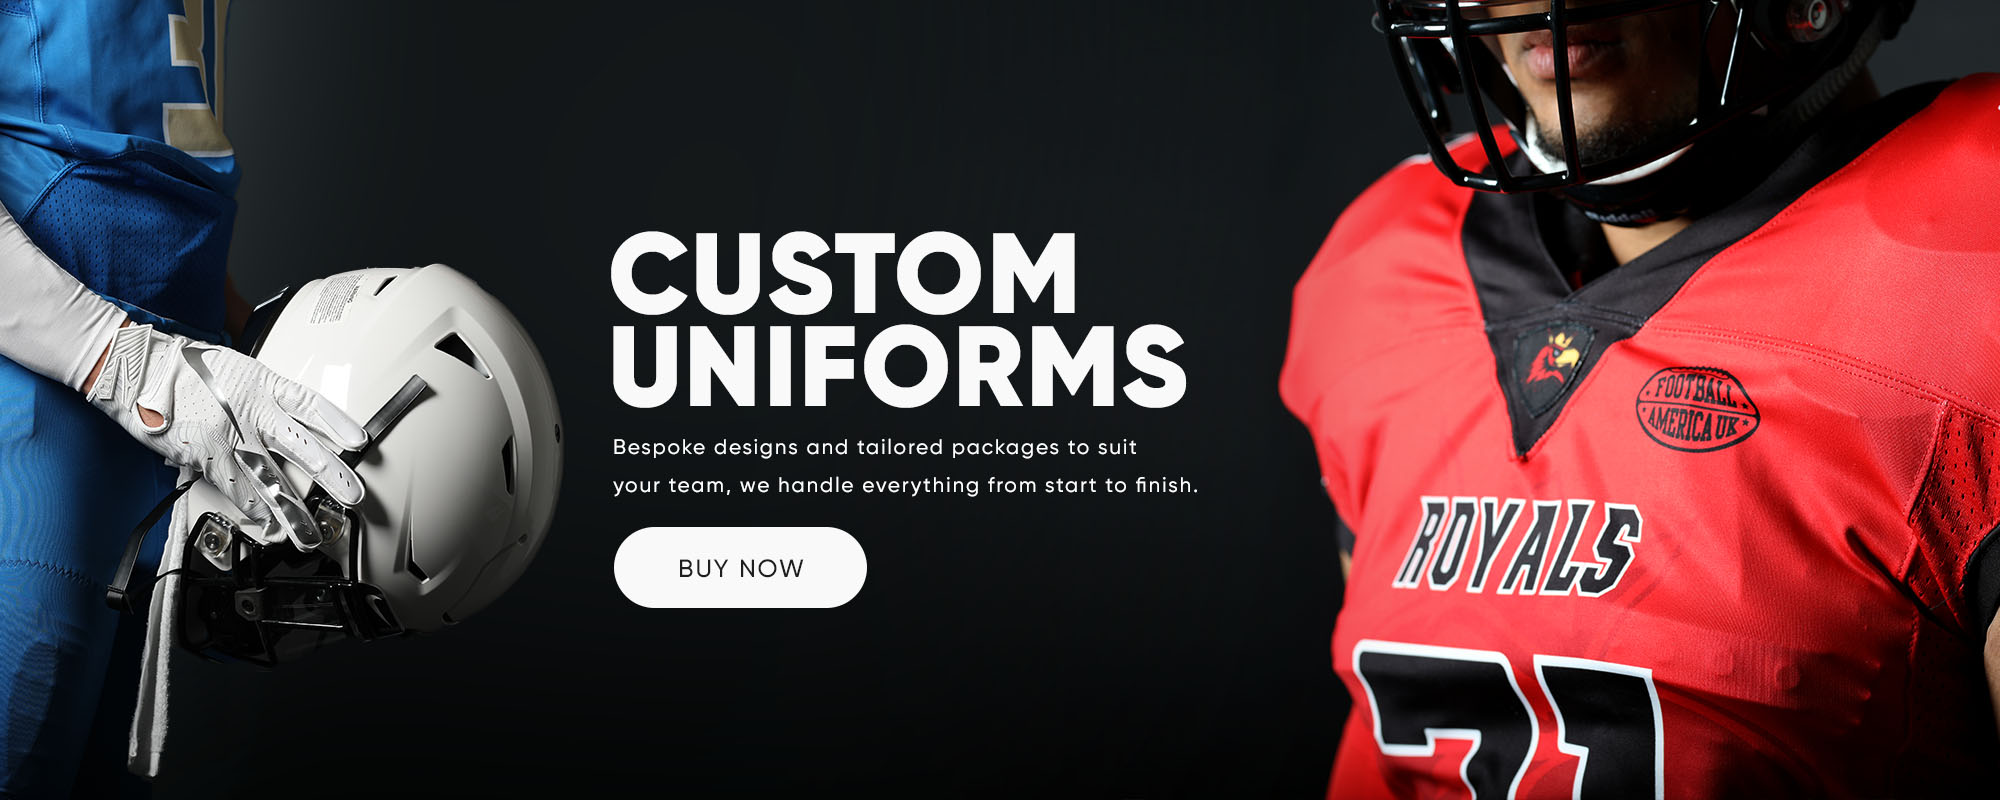 CUSTOM
UNIFORMS
Bespoke designs and tailored packages to suit
your team, we handle everything from start to finish.
BUY NOW
FOOTBALL
AMERICA UK
ROYALS
21